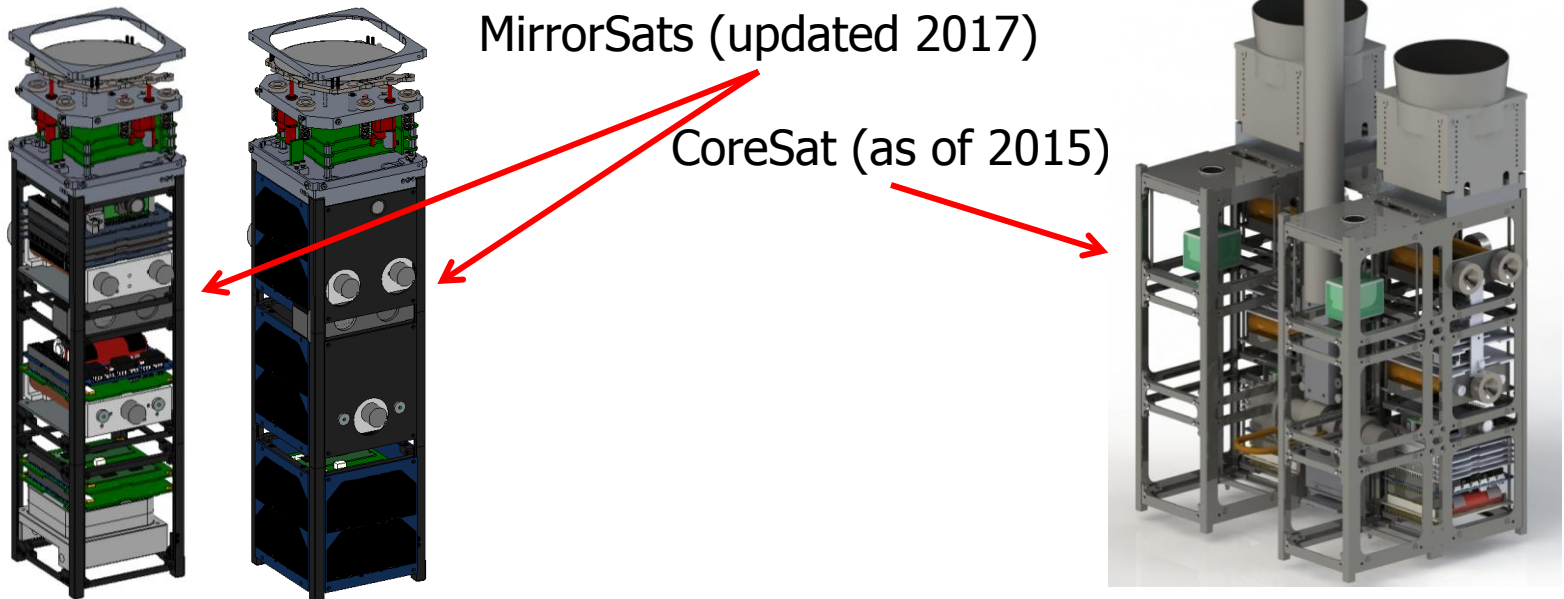 MirrorSats (updated 2017)
CoreSat (as of 2015)